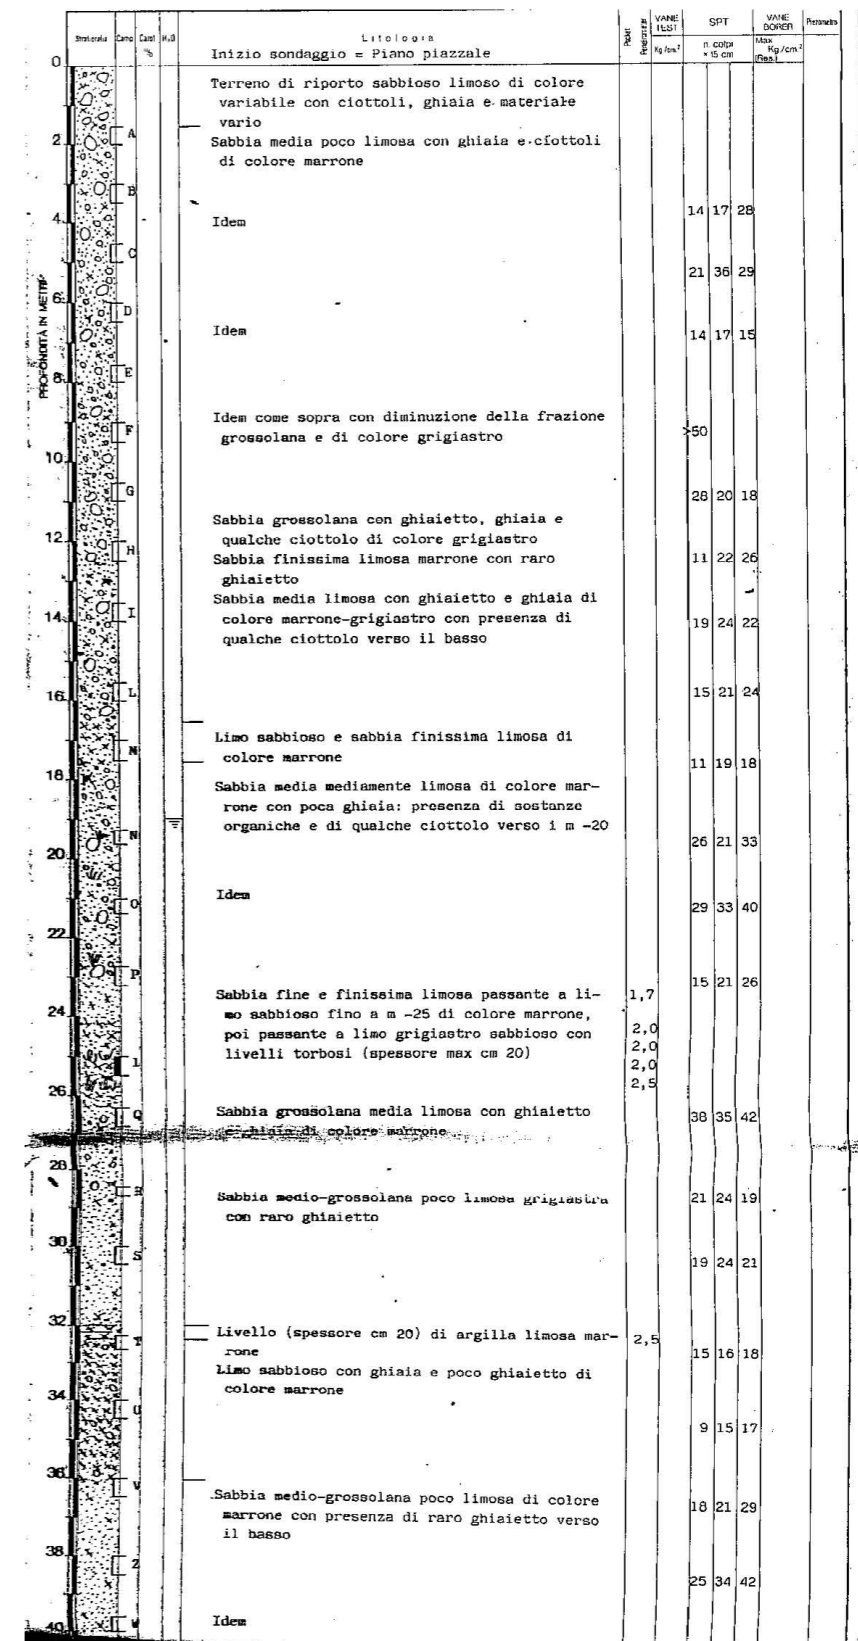 Stratigrafia Camp. Carot. % H₂O
Litologia
Inizio sondaggio = Piano piazzale
Pocket Penetrometer
VANE TEST
Kg/cm²
SPT
n. colpi x 15 cm
VANE BORER
Max Kg/cm²
(Res.)
Piezometro
PROFONDITÀ IN METRI
0
Terreno di riporto sabbioso limoso di colore
variabile con ciottoli, ghiaia e materiale
vario
2 A
Sabbia media poco limosa con ghiaia e ciottoli
di colore marrone
B
14 17 28
4
Idem
C
21 36 29
6
D
Idem
14 17 15
E
8
Idem come sopra con diminuzione della frazione
F
grossolana e di colore grigiastro
>50
10
G
28 20 18
Sabbia grossolana con ghiaietto, ghiaia e
qualche ciottolo di colore grigiastro
12
H
Sabbia finissima limosa marrone con raro
11 22 26
ghiaietto
Sabbia media limosa con ghiaietto e ghiaia di
I
14
colore marrone-grigiastro con presenza di
19 24 22
qualche ciottolo verso il basso
16 L
15 21 24
Limo sabbioso e sabbia finissima limosa di
M
colore marrone
11 19 18
18
Sabbia media mediamente limosa di colore mar-
rone con poca ghiaia: presenza di sostanze
organiche e di qualche ciottolo verso i m -20
N
26 21 33
20
Idem
O
29 33 40
22
P
15 21 26
Sabbia fine e finissima limosa passante a li-
1,7
24
mo sabbioso fino a m -25 di colore marrone,
poi passante a limo grigiastro sabbioso con
2,0
livelli torbosi (spessore max cm 20)
2,0
1
2,0
2,5
26
Sabbia grossolana media limosa con ghiaietto
Q
38 35 42
e ghiaia di colore marrone
28
R
Sabbia medio-grossolana poco limosa grigiastra
21 24 19
con raro ghiaietto
30
S
19 24 21
32
Livello (spessore cm 20) di argilla limosa mar-
T
2,5
rone
15 16 18
Limo sabbioso con ghiaia e poco ghiaietto di
colore marrone
34
U
9 15 17
36
V
Sabbia medio-grossolana poco limosa di colore
18 21 29
marrone con presenza di raro ghiaietto verso
il basso
38
Z
25 34 42
40
W
Idem